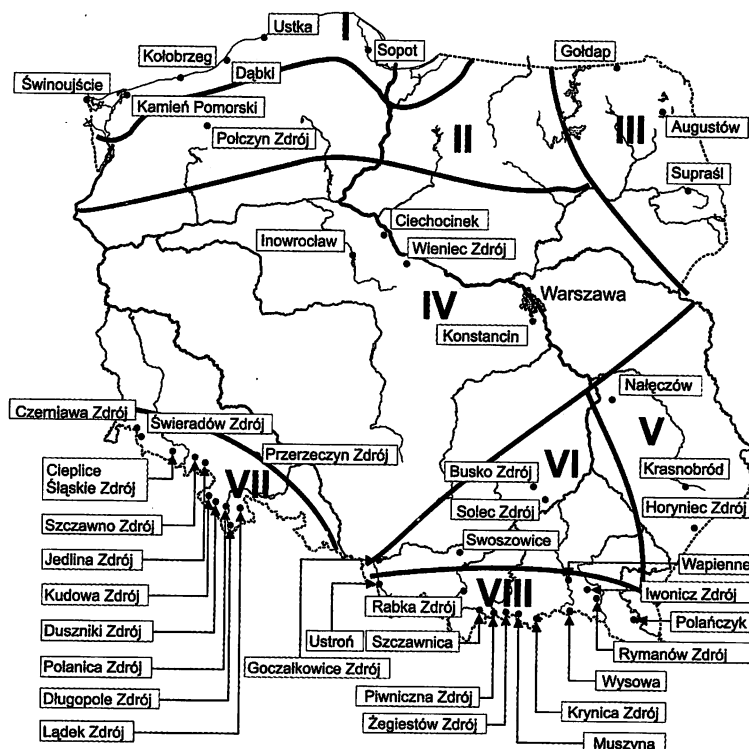 I
Ustka
Sopot
Kołobrzeg
Dąbki
Gołdap
Świnoujście
Kamień Pomorski
Połczyn Zdrój
II
III
Augustów
Supraśl
Ciechocinek
Inowrocław
Wieniec Zdrój
IV
Warszawa
Konstancin
Nałęczów
Czerniawa Zdrój
Świeradów Zdrój
V
Przerzeczyn Zdrój
VI
Cieplice
Śląskie Zdrój
VII
Busko Zdrój
Krasnobród
Solec Zdrój
Horyniec Zdrój
Szczawno Zdrój
Swoszowice
Jedlina Zdrój
Wapienne
Kudowa Zdrój
VIII
Iwonicz Zdrój
Rabka Zdrój
Duszniki Zdrój
Ustroń
Szczawnica
Polańczyk
Polanica Zdrój
Goczałkowice Zdrój
Rymanów Zdrój
Długopole Zdrój
Piwniczna Zdrój
Wysowa
Lądek Zdrój
Żegiestów Zdrój
Krynica Zdrój
Muszyna